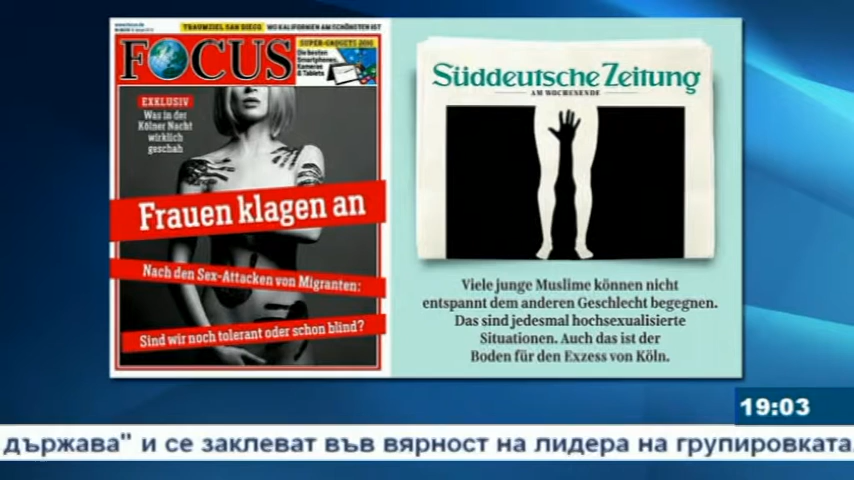 www.focus.de
TRAUMZIEL SAN DIEGO WO KALIFORNIEN AM SCHÖNSTEN IST
FOCUS
SUPER-GADGETS 2016
Die besten
Smartphones,
Kameras
& Tablets
EXKLUSIV
Was in der
Kölner Nacht
wirklich
geschah
Frauen klagen an
Nach den Sex-Attacken von Migranten:
Sind wir noch tolerant oder schon blind?
Süddeutsche Zeitung
AM WOCHENENDE
Viele junge Muslime können nicht
entspannt dem anderen Geschlecht begegnen.
Das sind jedesmal hochsexualisierte
Situationen. Auch das ist der
Boden für den Exzess von Köln.
19:03
държава" и се заклеват във вярност на лидера на групировката